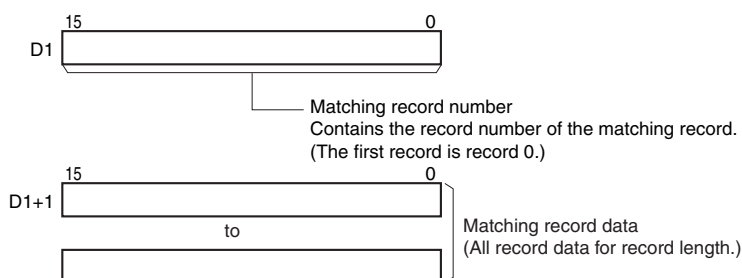 15 0
D1
Matching record number
Contains the record number of the matching record.
(The first record is record 0.)
15 0
D1+1
to
Matching record data
(All record data for record length.)